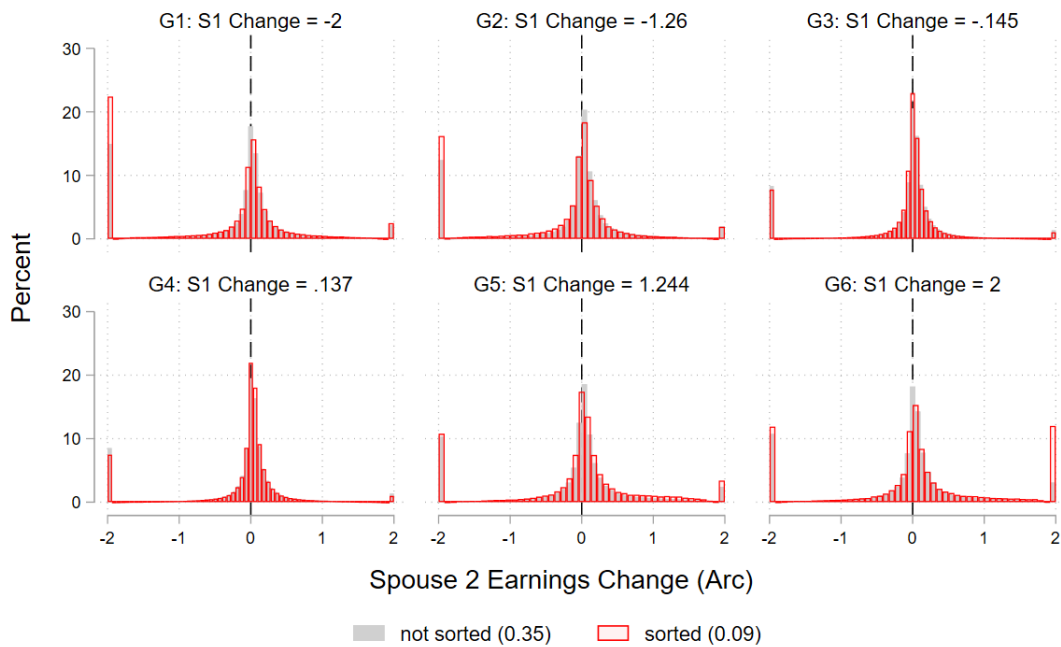 G1: S1 Change = -2
G2: S1 Change = -1.26
G3: S1 Change = -.145
30
20
10
0
G4: S1 Change = .137
G5: S1 Change = 1.244
G6: S1 Change = 2
30
20
10
0
-2 -1 0 1 2
-2 -1 0 1 2
-2 -1 0 1 2
Percent
Spouse 2 Earnings Change (Arc)
not sorted (0.35)
sorted (0.09)